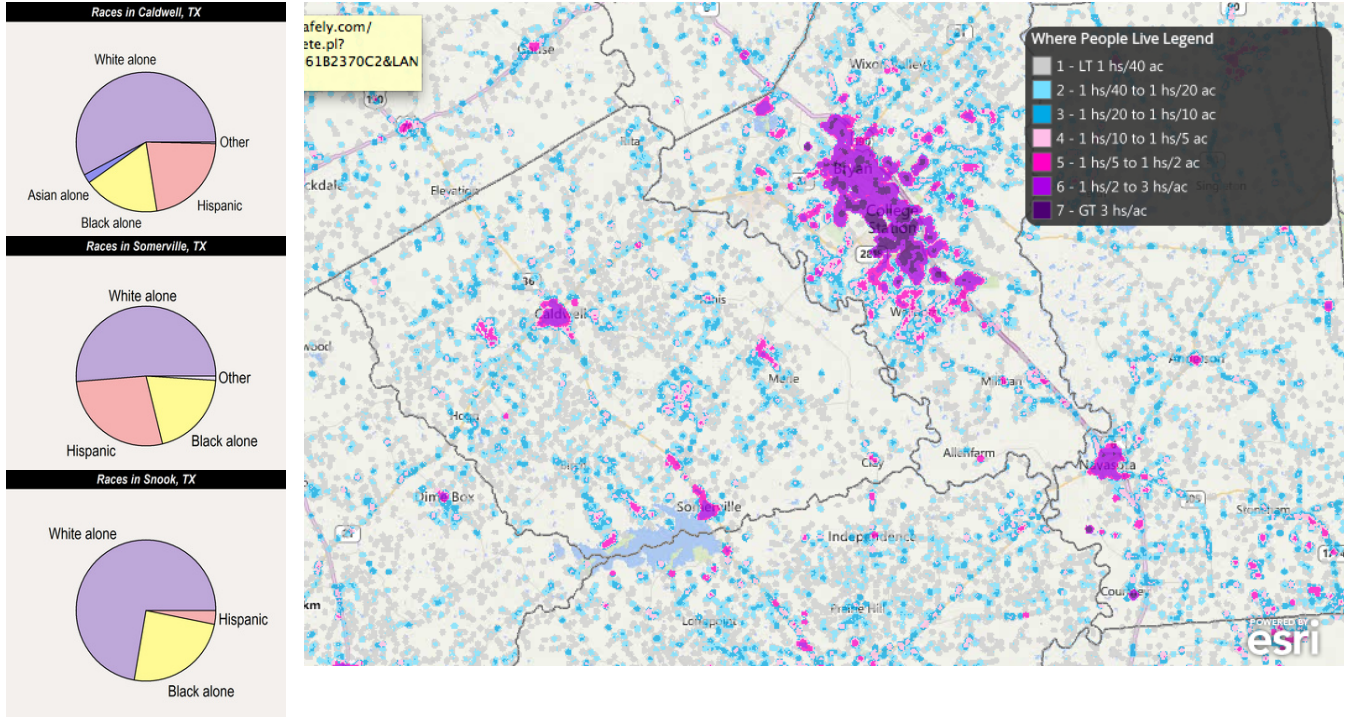 Races in Caldwell, TX
White alone
Other
Asian alone
Hispanic
Black alone
Races in Somerville, TX
White alone
Other
Black alone
Hispanic
Races in Snook, TX
White alone
Hispanic
Black alone
afely.com/
ete.pl?
61B2370C2&LAN
Where People Live Legend
1 - LT 1 hs/40 ac
2 - 1 hs/40 to 1 hs/20 ac
3 - 1 hs/20 to 1 hs/10 ac
4 - 1 hs/10 to 1 hs/5 ac
5 - 1 hs/5 to 1 hs/2 ac
6 - 1 hs/2 to 3 hs/ac
7 - GT 3 hs/ac
ckdale
Elevation
Bryan
College
Station
Singleton
36
Caldwell
wood
Anderson
Millican
Clay
Allenfarm
Navasota
Dime Box
Somerville
21
Independence
Stoneham
km
Courtney
Prairie Hill
Longpoint
POWERED BY
esri